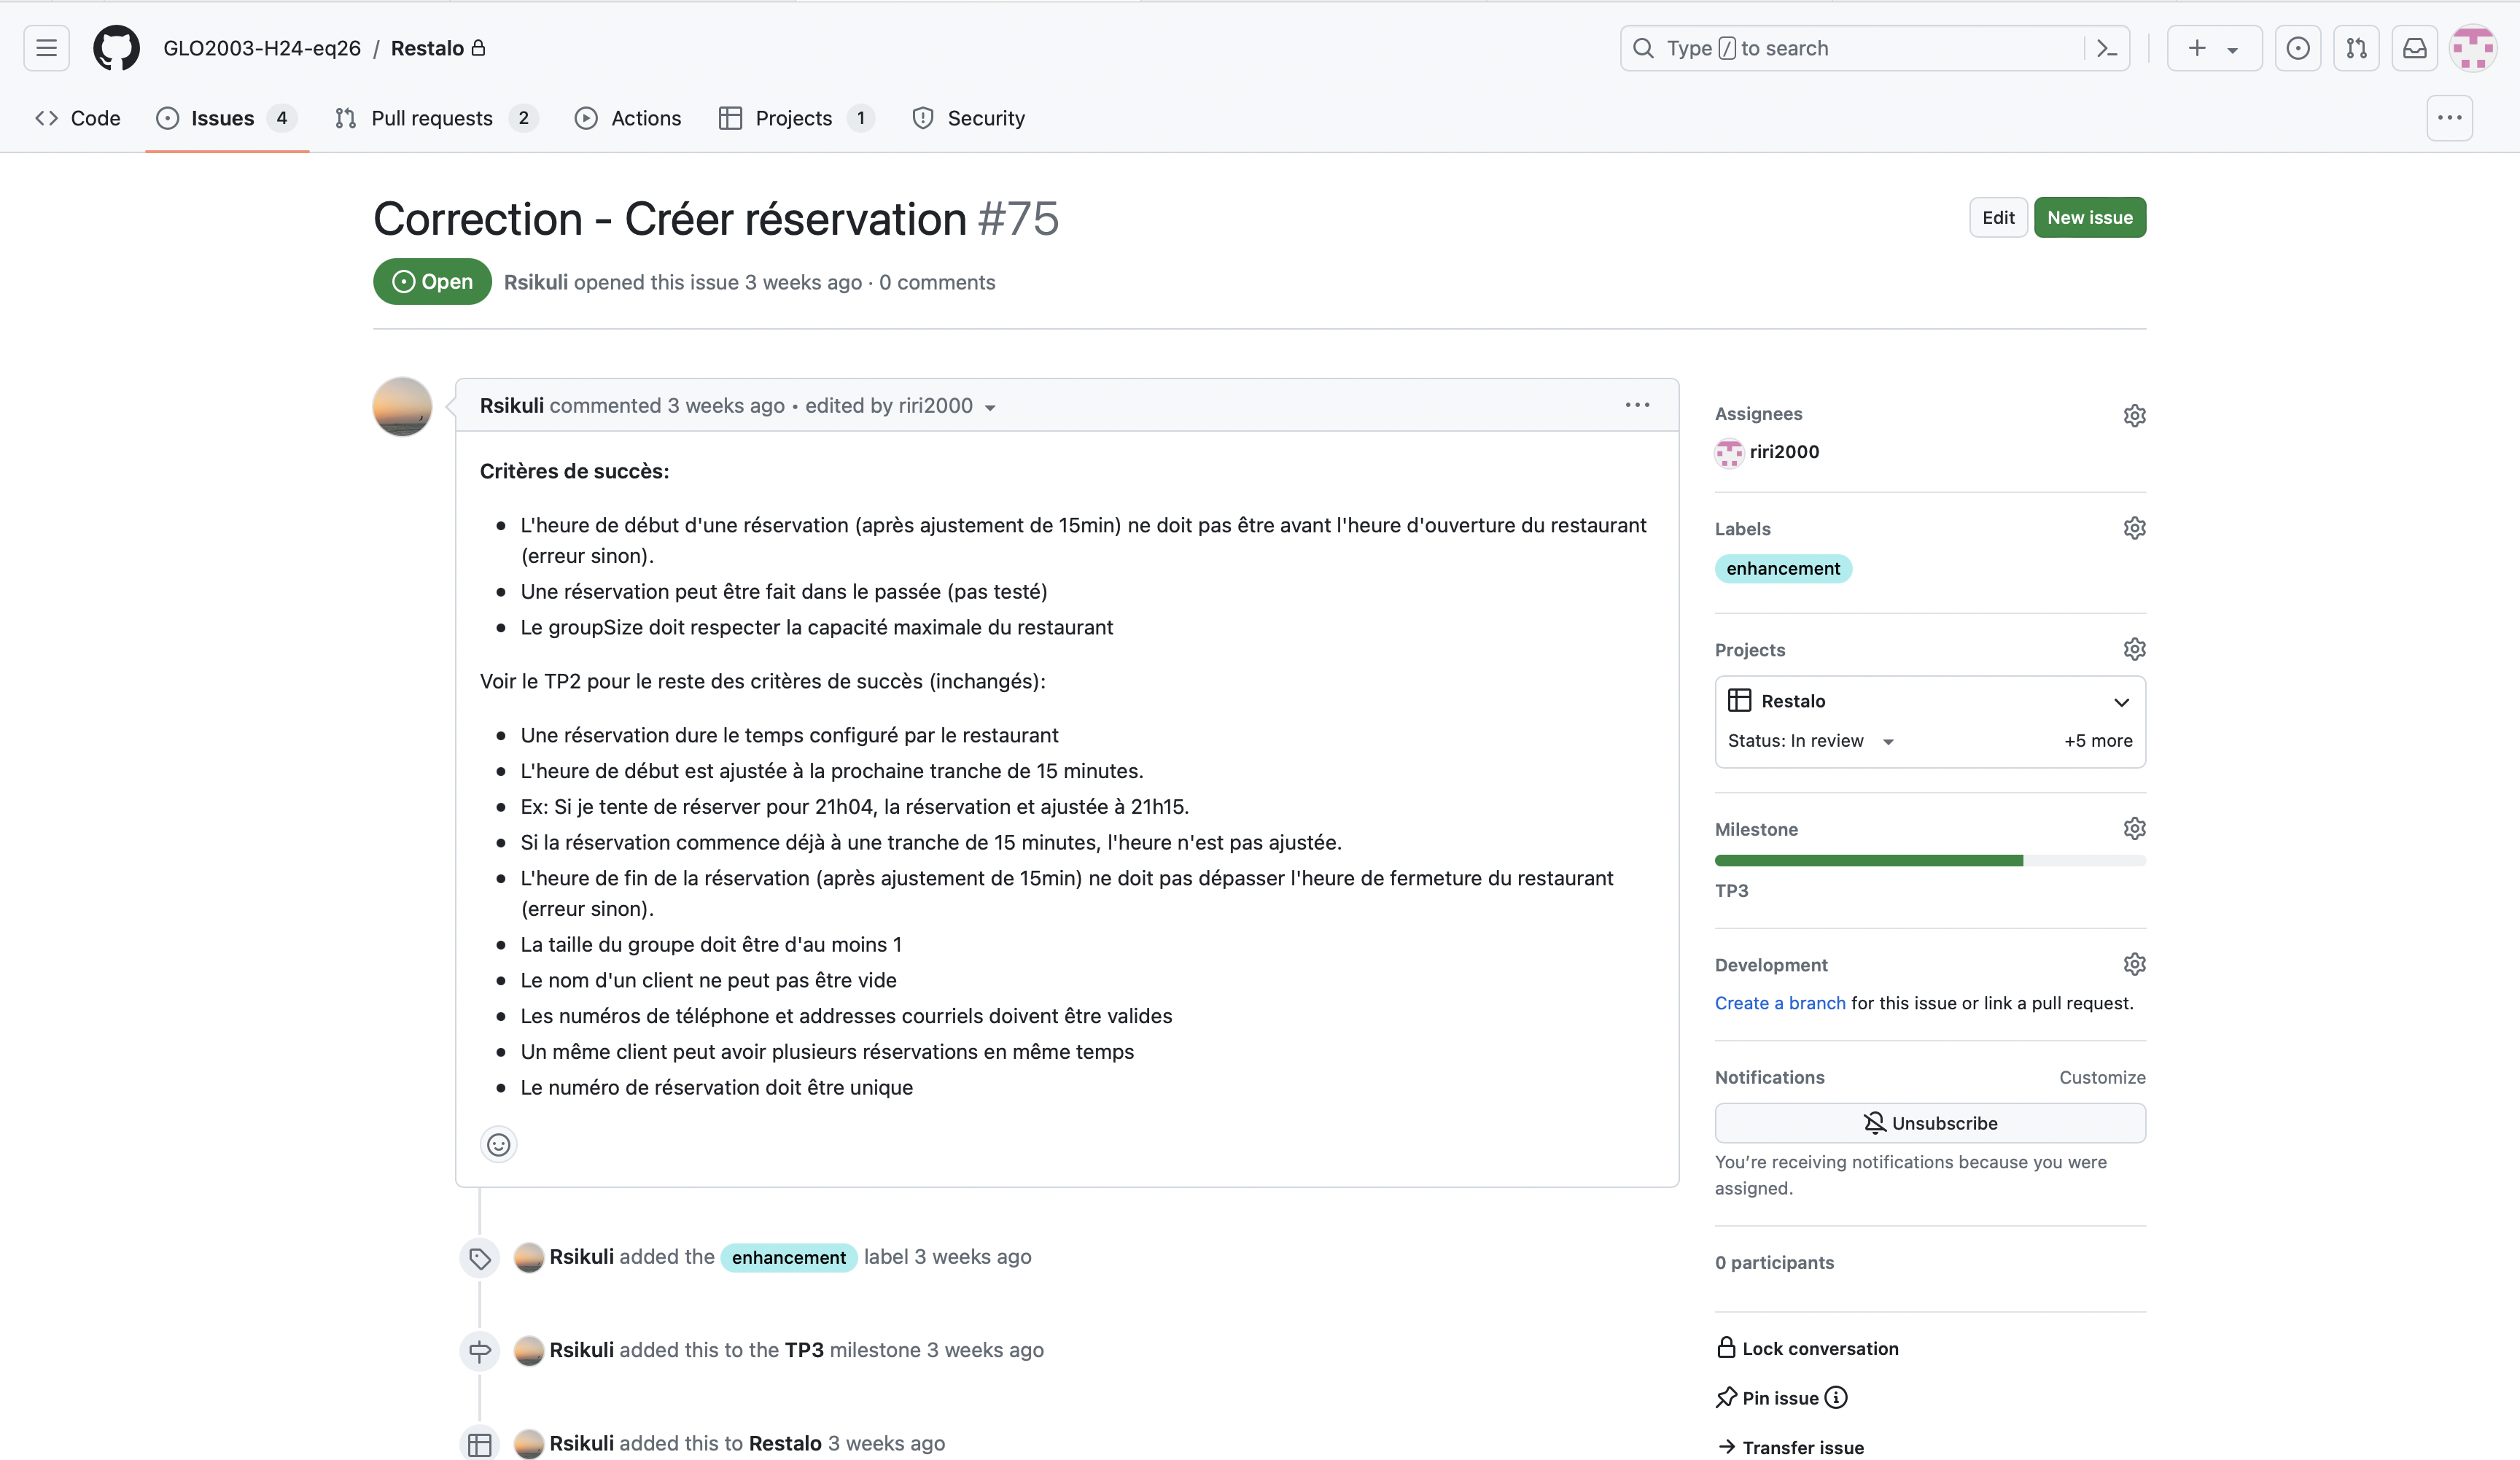 GLO2003-H24-eq26 / Restalo
Type / to search
Code
Issues 4
Pull requests 2
Actions
Projects 1
Security
Correction - Créer réservation #75
Edit
New issue
Open
Rsikuli opened this issue 3 weeks ago · 0 comments
Rsikuli commented 3 weeks ago • edited by riri2000
Critères de succès:
• L'heure de début d'une réservation (après ajustement de 15min) ne doit pas être avant l'heure d'ouverture du restaurant
(erreur sinon).
• Une réservation peut être fait dans le passée (pas testé)
• Le groupSize doit respecter la capacité maximale du restaurant
Voir le TP2 pour le reste des critères de succès (inchangés):
• Une réservation dure le temps configuré par le restaurant
• L'heure de début est ajustée à la prochaine tranche de 15 minutes.
• Ex: Si je tente de réserver pour 21h04, la réservation et ajustée à 21h15.
• Si la réservation commence déjà à une tranche de 15 minutes, l'heure n'est pas ajustée.
• L'heure de fin de la réservation (après ajustement de 15min) ne doit pas dépasser l'heure de fermeture du restaurant
(erreur sinon).
• La taille du groupe doit être d'au moins 1
• Le nom d'un client ne peut pas être vide
• Les numéros de téléphone et addresses courriels doivent être valides
• Un même client peut avoir plusieurs réservations en même temps
• Le numéro de réservation doit être unique
Rsikuli added the enhancement label 3 weeks ago
Rsikuli added this to the TP3 milestone 3 weeks ago
Rsikuli added this to Restalo 3 weeks ago
Assignees
riri2000
Labels
enhancement
Projects
Restalo
Status: In review
+5 more
Milestone
TP3
Development
Create a branch for this issue or link a pull request.
Notifications
Customize
Unsubscribe
You're receiving notifications because you were
assigned.
0 participants
Lock conversation
Pin issue
Transfer issue